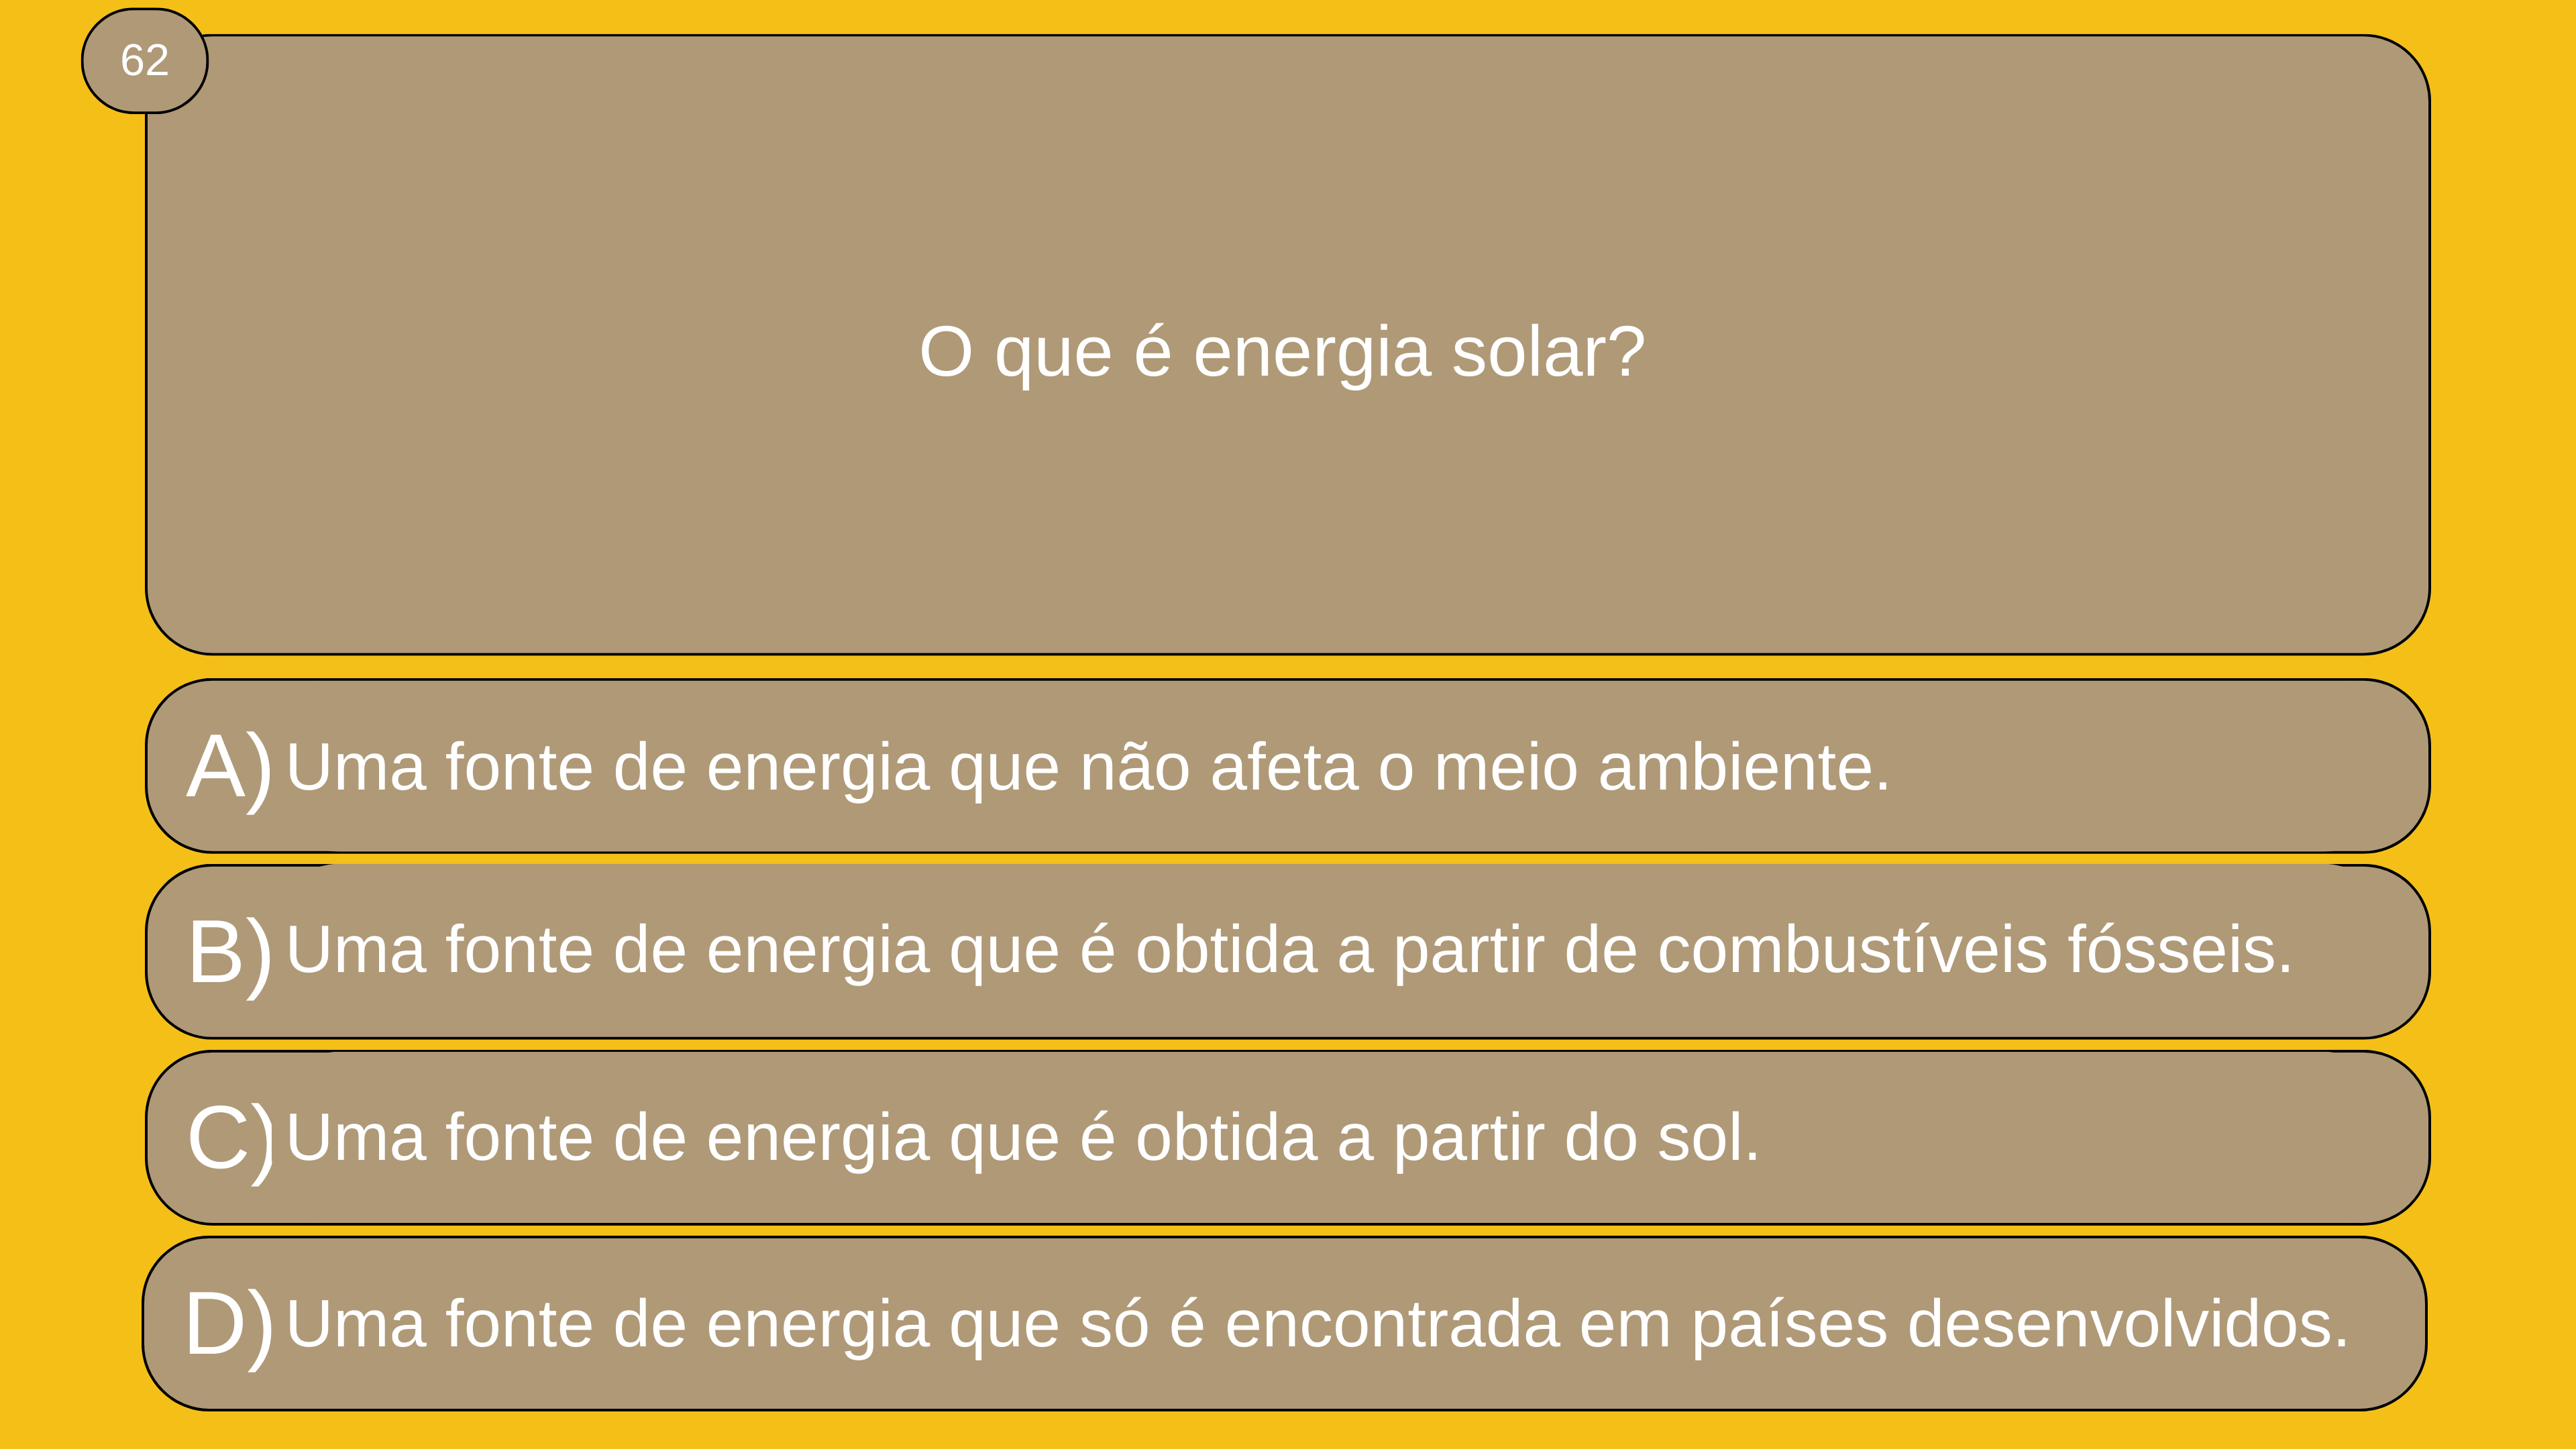 62
O que é energia solar?
A) Uma fonte de energia que não afeta o meio ambiente.
B) Uma fonte de energia que é obtida a partir de combustíveis fósseis.
C) Uma fonte de energia que é obtida a partir do sol.
D) Uma fonte de energia que só é encontrada em países desenvolvidos.